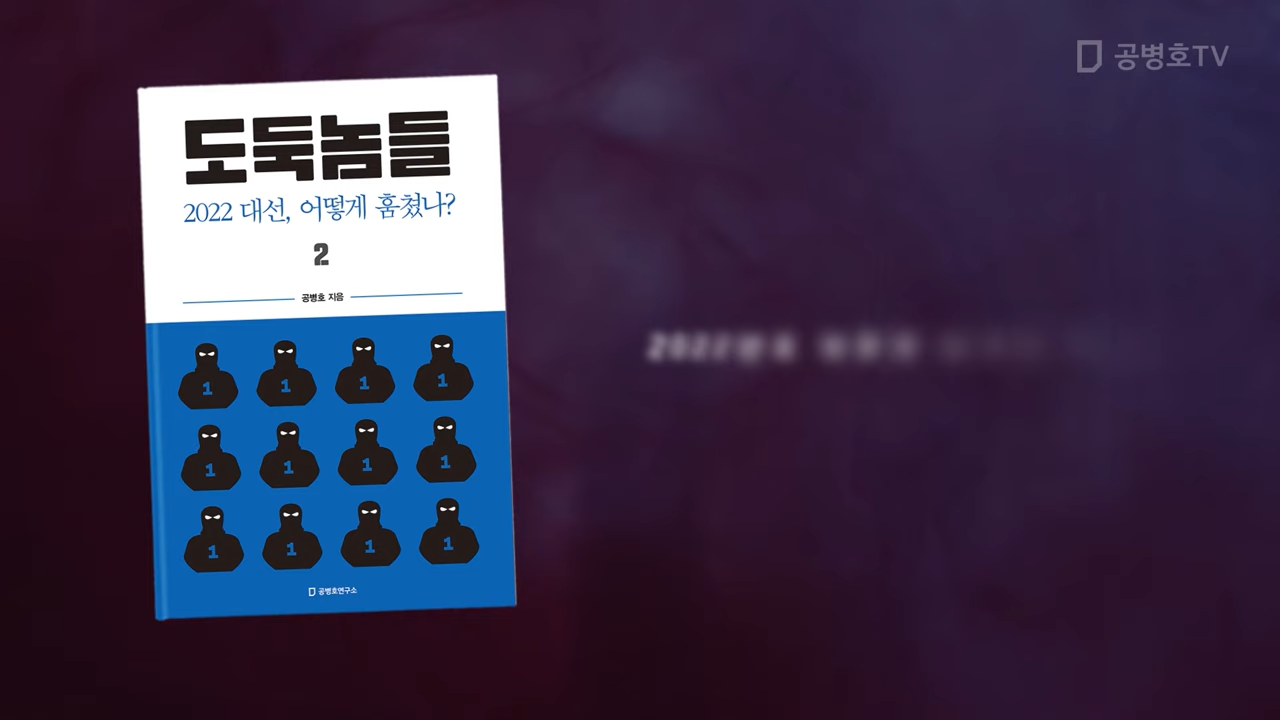 공병호TV
도둑놈들
2022 대선, 어떻게 훔쳤나?
2
공병호 지음
1 1 1 1
1 1 1 1
1 1 1 1
공병호연구소